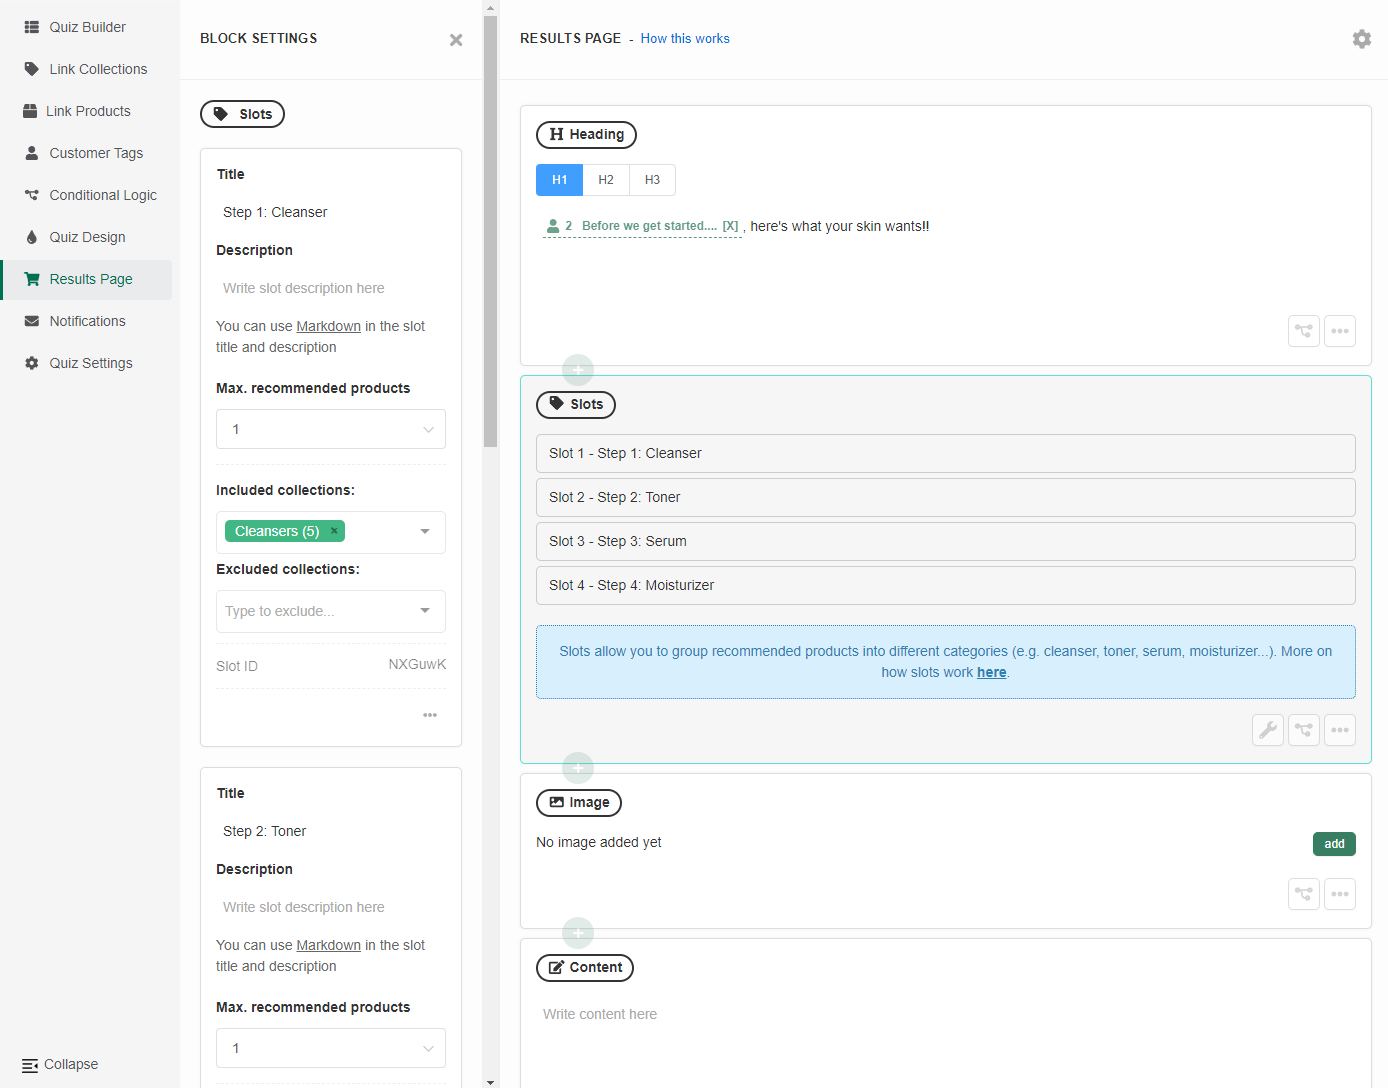 Quiz Builder
Link Collections
Link Products
Customer Tags
Conditional Logic
Quiz Design
Results Page
Notifications
Quiz Settings
Collapse
BLOCK SETTINGS
Slots
Title
Step 1: Cleanser
Description
Write slot description here
You can use Markdown in the slot
title and description
Max. recommended products
1
Included collections:
Cleansers (5) ×
Excluded collections:
Type to exclude...
Slot ID NXGuwK
Title
Step 2: Toner
Description
Write slot description here
You can use Markdown in the slot
title and description
Max. recommended products
1
RESULTS PAGE - How this works
H Heading
H1 H2 H3
2 Before we get started.... [X] , here's what your skin wants!!
Slots
Slot 1 - Step 1: Cleanser
Slot 2 - Step 2: Toner
Slot 3 - Step 3: Serum
Slot 4 - Step 4: Moisturizer
Slots allow you to group recommended products into different categories (e.g. cleanser, toner, serum, moisturizer...). More on
how slots work here.
Image
No image added yet
add
Content
Write content here